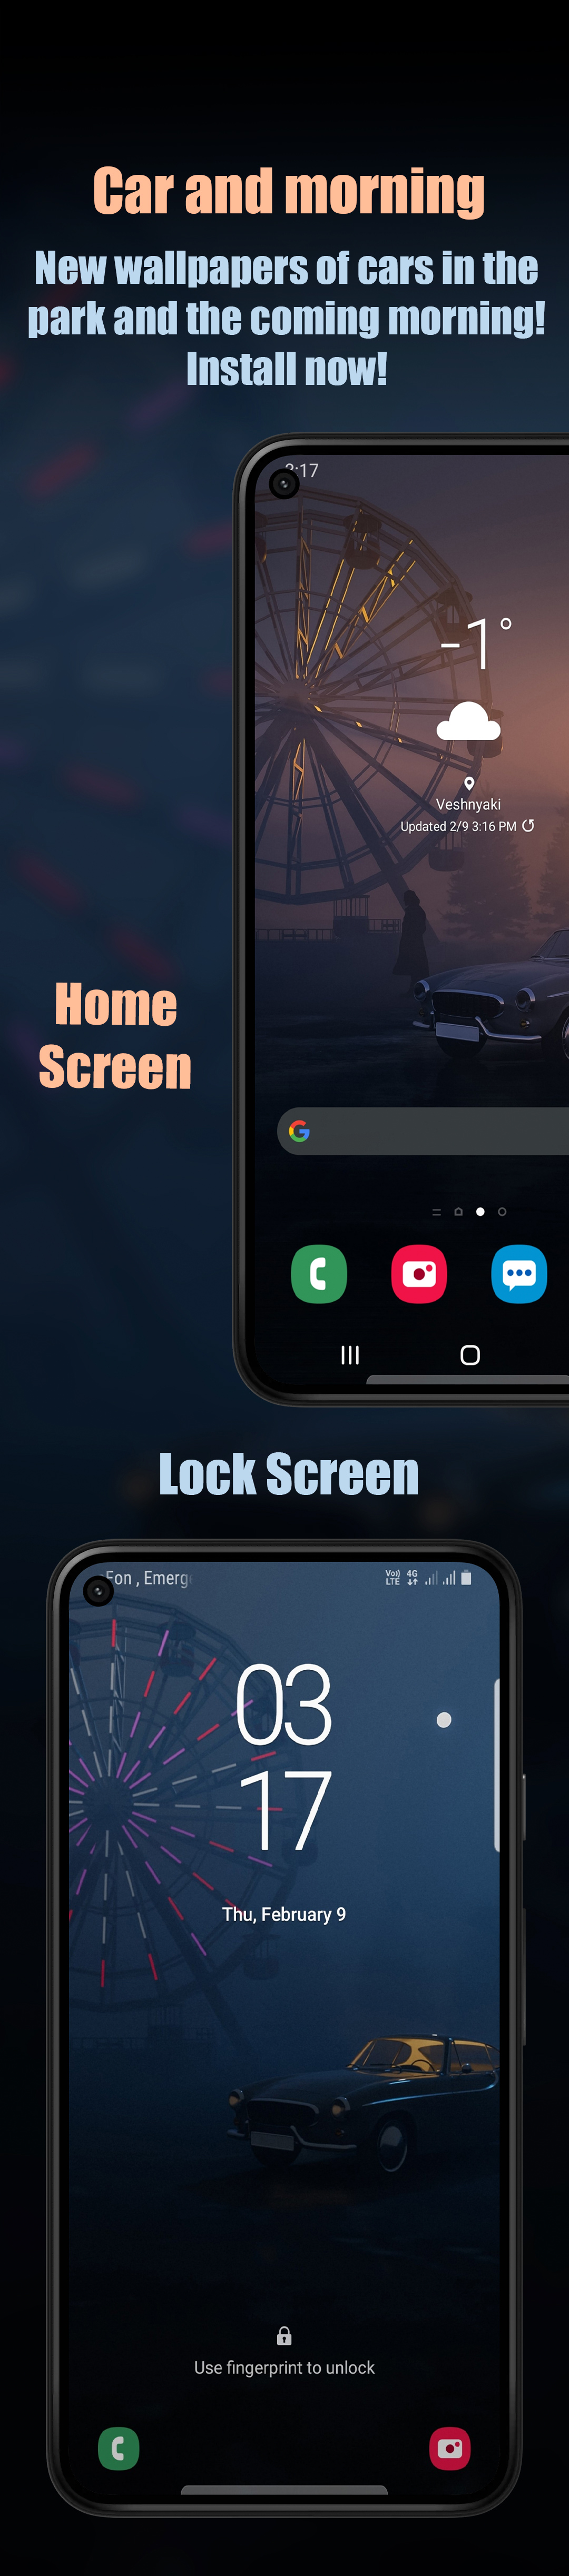 Car and morning
New wallpapers of cars in the
park and the coming morning!
Install now!
:17
-1°
Veshnyaki
Updated 2/9 3:16 PM
Home
Screen
G
Lock Screen
Fon , Emerg
Vo)) 4G
LTE
03
17
Thu, February 9
Use fingerprint to unlock